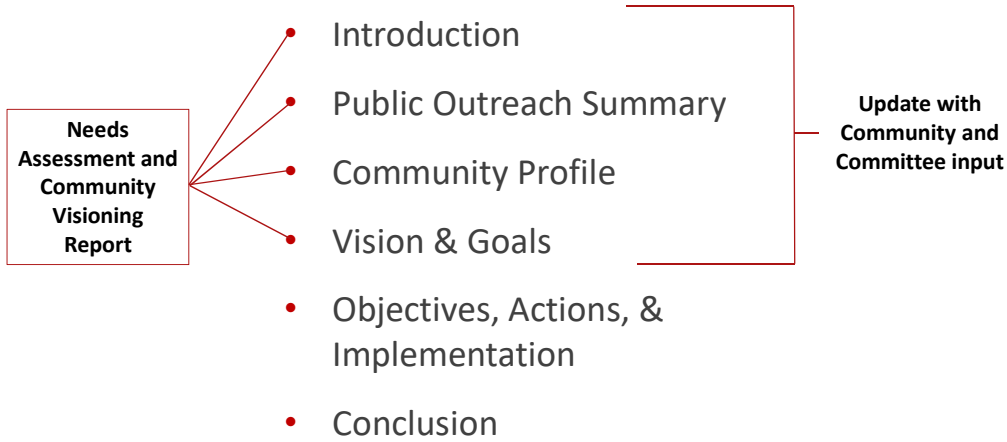 Needs
Assessment and
Community
Visioning
Report
• Introduction
• Public Outreach Summary
• Community Profile
• Vision & Goals
• Objectives, Actions, &
Implementation
• Conclusion
Update with
Community and
Committee input